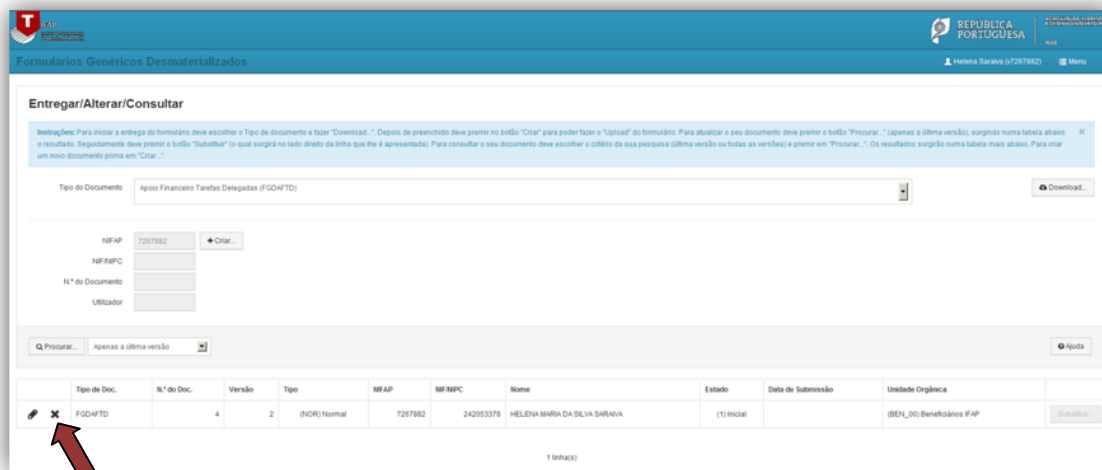 T
IFAP
REPÚBLICA
PORTUGUESA
MAR
Formulários Genéricos Desmaterializados
Helena Saraiva (v7267882)
Menu
Entregar/Alterar/Consultar
Instruções: Para iniciar a entrega do formulário deve escolher o Tipo de documento e fazer "Download...". Depois de preenchido deve premir no botão "Criar" para poder fazer o "Upload" do formulário. Para atualizar o seu documento deve premir o botão "Procurar..." (apenas a última versão), surgindo numa tabela abaixo
o resultado. Seguidamente deve premir o botão "Substituir" (o qual surgirá no lado direito da linha que lhe é apresentada). Para consultar o seu documento deve escolher o critério da sua pesquisa (última versão ou todas as versões) e premir em "Procurar...". Os resultados surgirão numa tabela mais abaixo. Para criar
um novo documento prima em "Criar...".
Tipo do Documento
Apoio Financeiro Tarefas Delegadas (FGDAFTD)
Download...
NIFAP
7267882
Criar...
NIF/NIPC
N.º do Documento
Utilizador
Procurar...
Apenas a última versão
Ajuda
Tipo de Doc. N.º do Doc. Versão Tipo NIFAP NIF/NIPC Nome Estado Data de Submissão Unidade Orgânica
FGDAFTD 4 2 (NOR) Normal 7267882 242053378 HELENA MARIA DA SILVA SARAIVA (1) Inicial (BEN_00) Beneficiários IFAP Substituir...
1 linha(s)